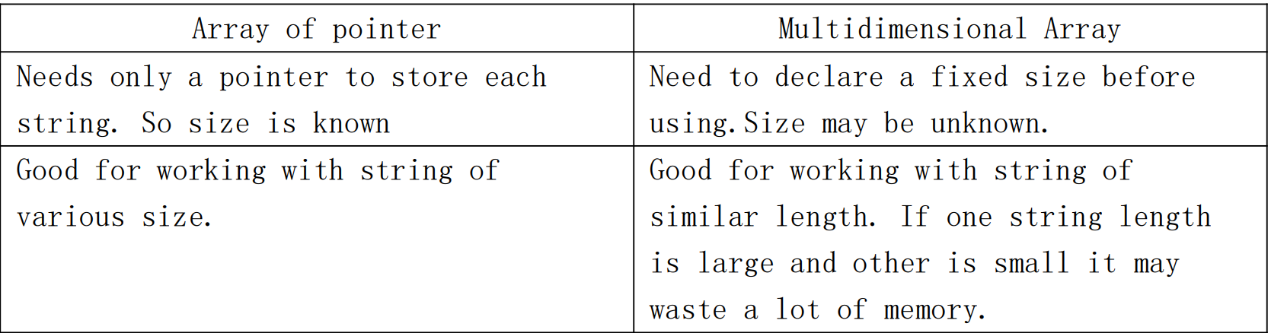 Array of pointer
Multidimensional Array
Needs only a pointer to store each
string. So size is known
Need to declare a fixed size before
using.Size may be unknown.
Good for working with string of
various size.
Good for working with string of
similar length. If one string length
is large and other is small it may
waste a lot of memory.